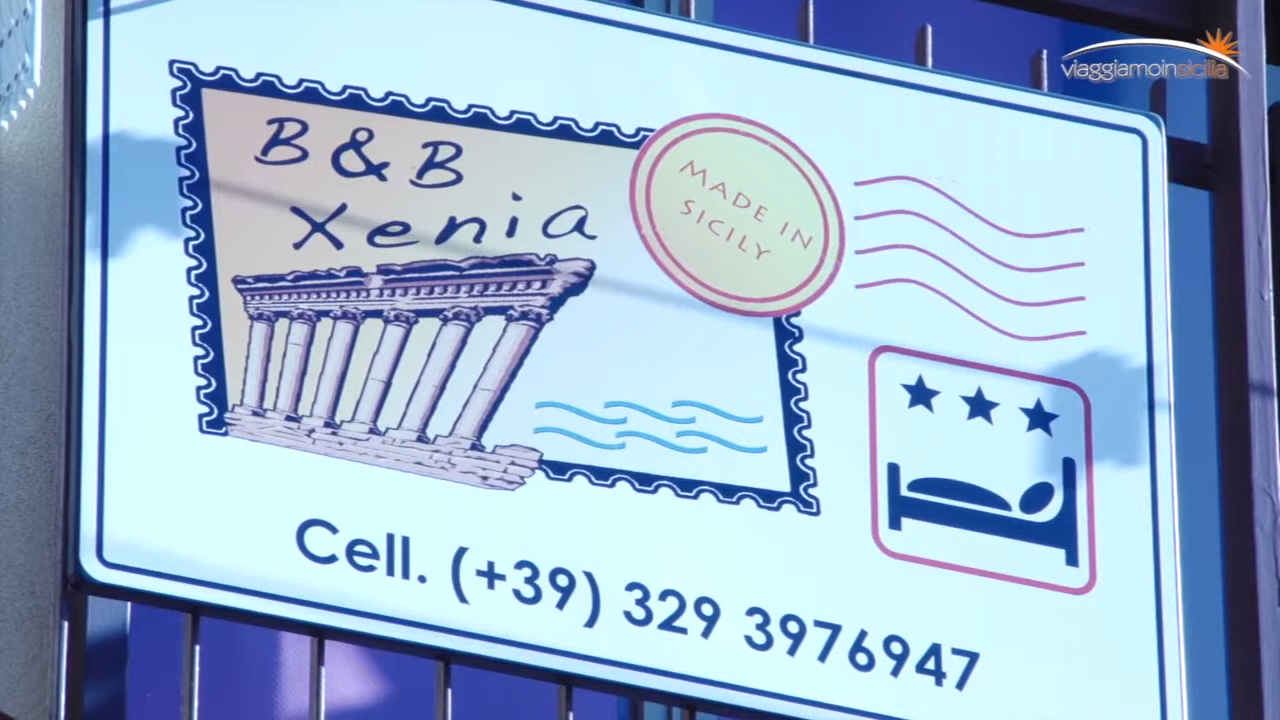 viaggiamoinsicilia
B&B
Xenia
MADE IN
SICILY
Cell. (+39) 329 3976947